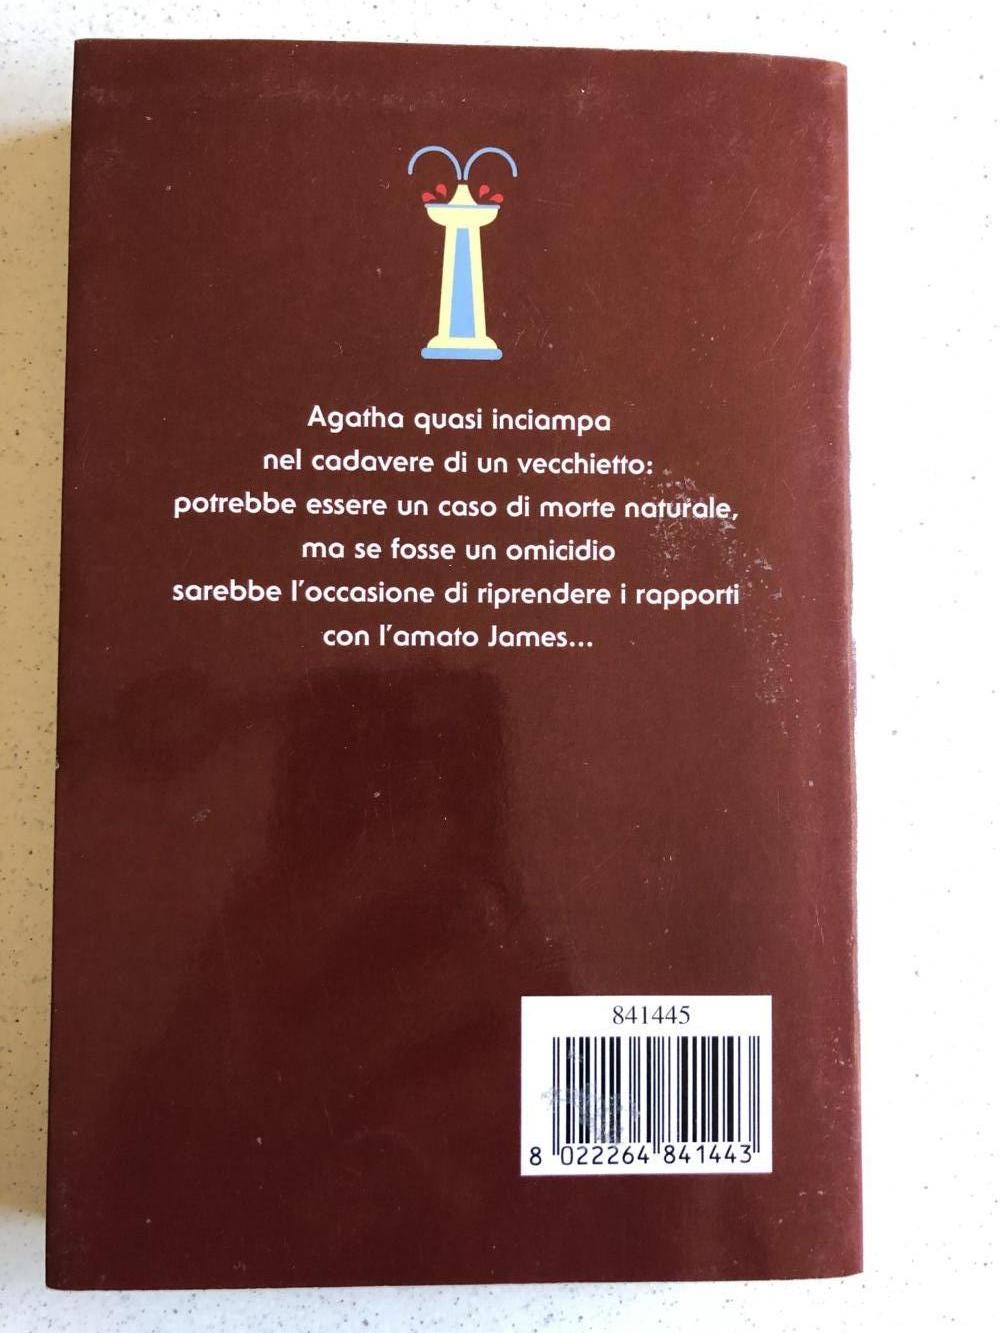 Agatha quasi inciampa
nel cadavere di un vecchietto:
potrebbe essere un caso di morte naturale,
ma se fosse un omicidio
sarebbe l'occasione di riprendere i rapporti
con l'amato James...
841445
8 022264 841443